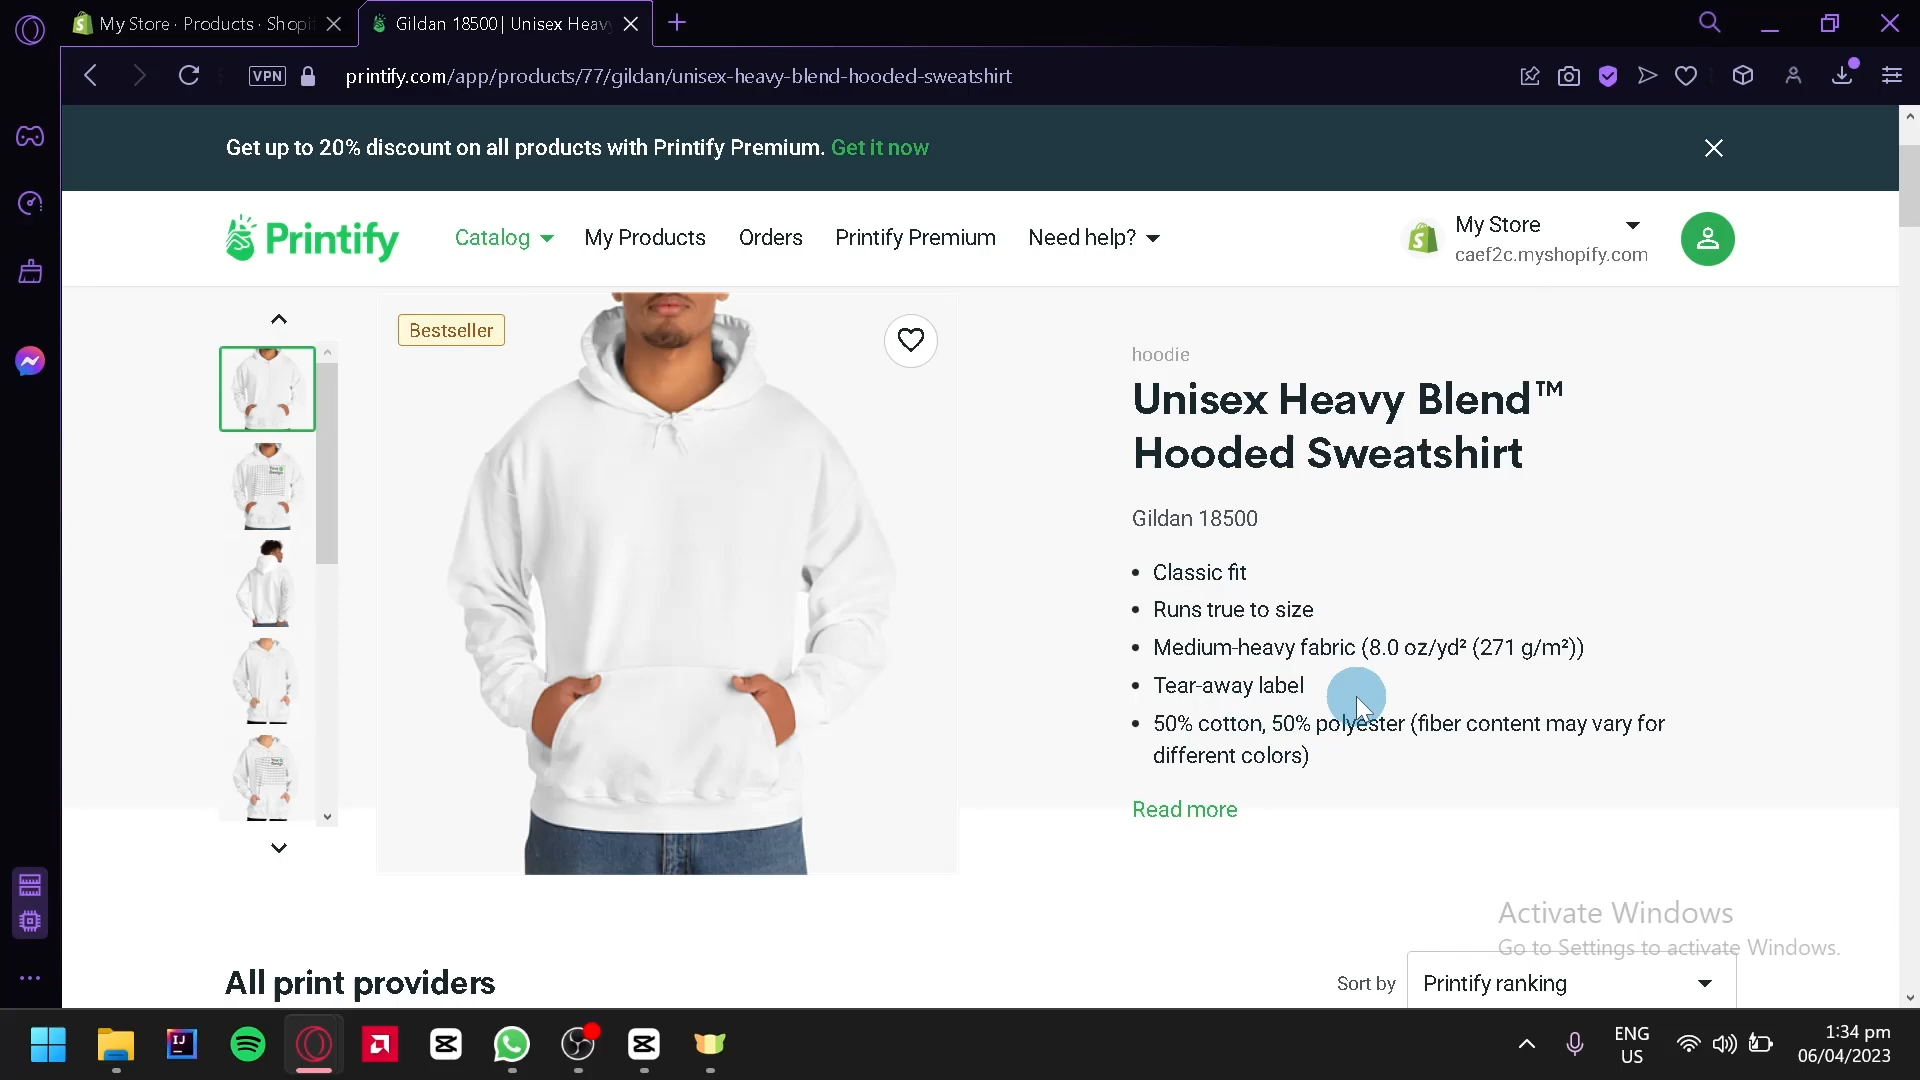 My Store · Products · Shopi
Gildan 18500 | Unisex Heav
VPN
printify.com/app/products/77/gildan/unisex-heavy-blend-hooded-sweatshirt
Get up to 20% discount on all products with Printify Premium. Get it now
Printify
Catalog
My Products
Orders
Printify Premium
Need help?
My Store
caef2c.myshopify.com
Bestseller
hoodie
Unisex Heavy Blend™
Hooded Sweatshirt
Gildan 18500
• Classic fit
• Runs true to size
• Medium-heavy fabric (8.0 oz/yd² (271 g/m²))
• Tear-away label
• 50% cotton, 50% polyester (fiber content may vary for
different colors)
Read more
Activate Windows
Go to Settings to activate Windows.
All print providers
Sort by
Printify ranking
ENG
US
1:34 pm
06/04/2023